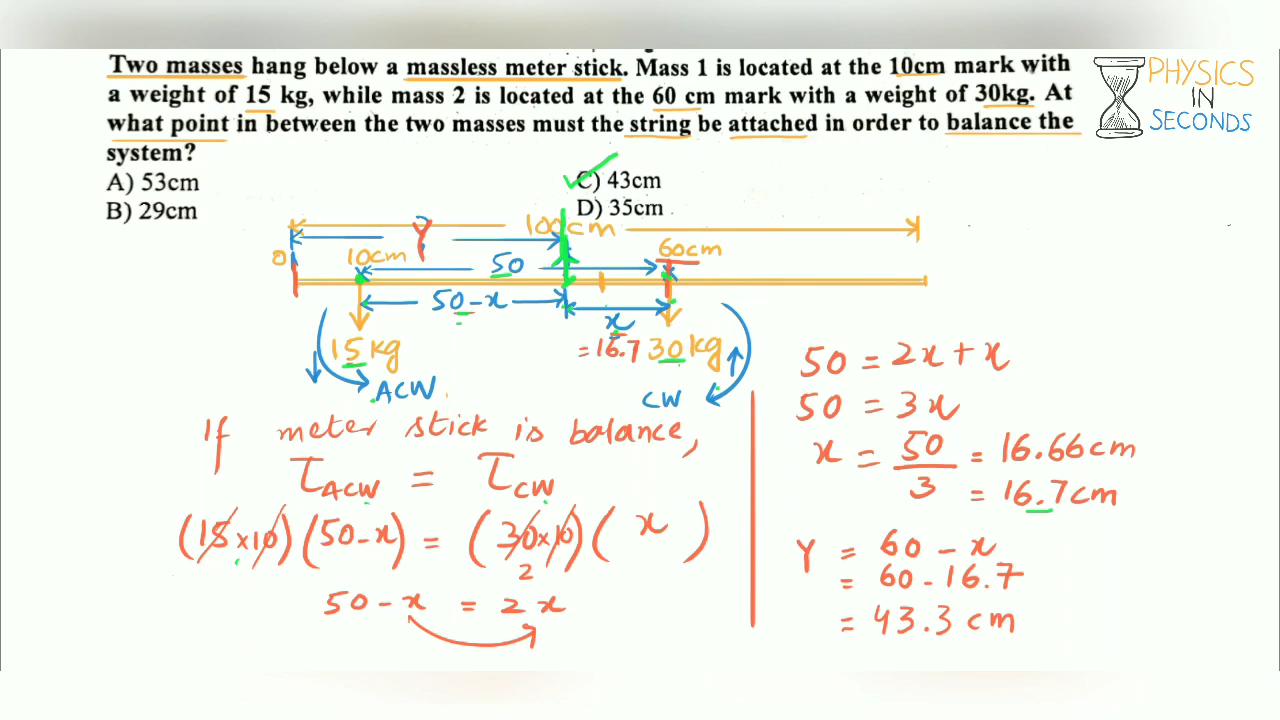 Two masses hang below a massless meter stick. Mass 1 is located at the 10cm mark with
a weight of 15 kg, while mass 2 is located at the 60 cm mark with a weight of 30kg. At
what point in between the two masses must the string be attached in order to balance the
system?
A) 53cm
C) 43cm
B) 29cm
D) 35cm
PHYSICS
IN
SECONDS
Y
100cm
0
10cm
50
60cm
50-x
x
15kg
= 16.7
30kg
ACW
CW
If meter stick is balance,
τACW = τCW
(15×10)(50-x) = (30×10)(x)
2
50-x = 2x
50 = 2x+x
50 = 3x
x = 50/3 = 16.66cm
= 16.7cm
Y = 60-x
= 60-16.7
= 43.3 cm